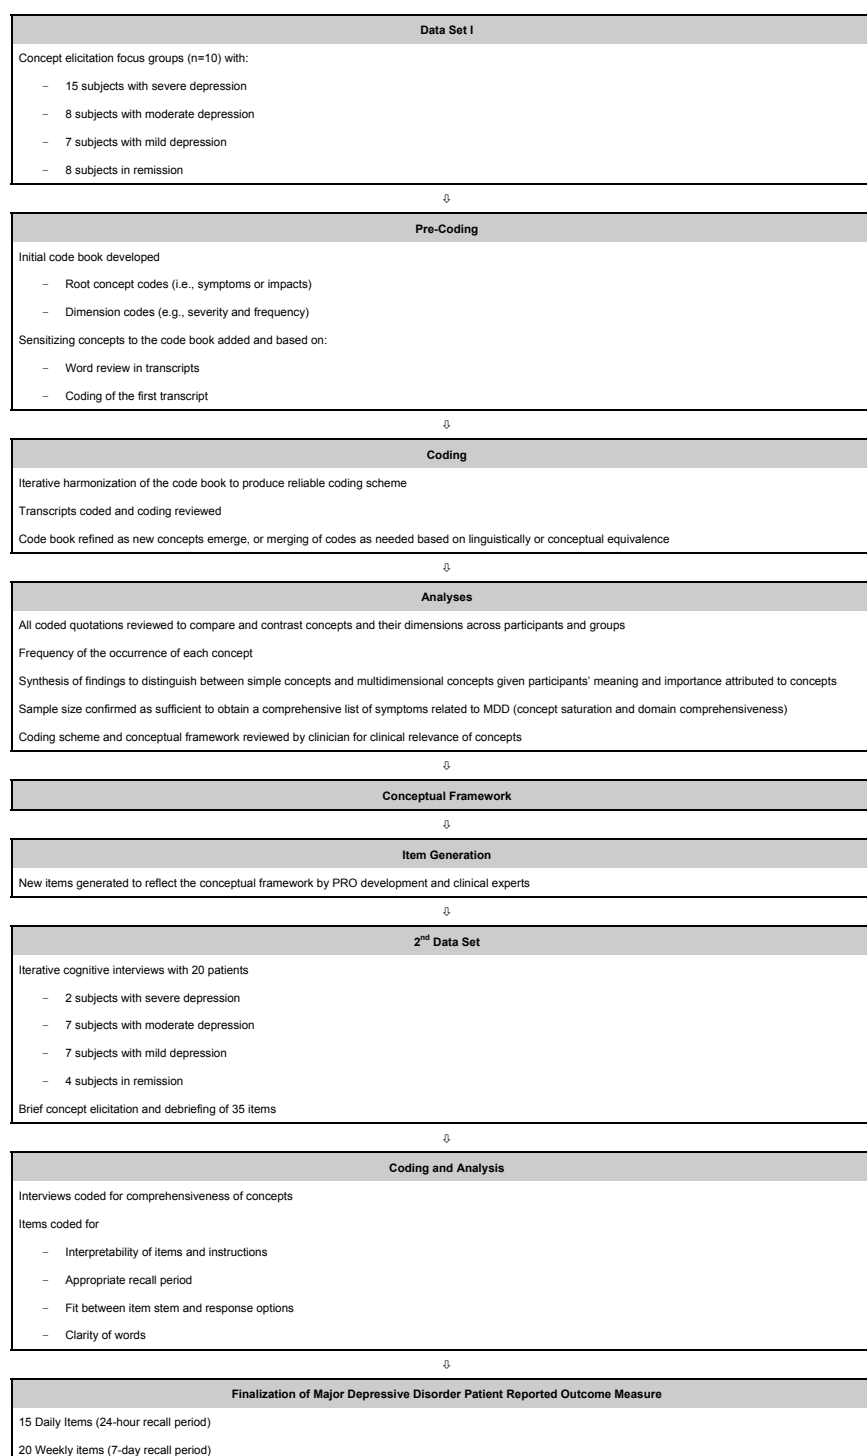 Data Set I
Concept elicitation focus groups (n=10) with:
− 15 subjects with severe depression
− 8 subjects with moderate depression
− 7 subjects with mild depression
− 8 subjects in remission
⇩
Pre-Coding
Initial code book developed
− Root concept codes (i.e., symptoms or impacts)
− Dimension codes (e.g., severity and frequency)
Sensitizing concepts to the code book added and based on:
− Word review in transcripts
− Coding of the first transcript
⇩
Coding
Iterative harmonization of the code book to produce reliable coding scheme
Transcripts coded and coding reviewed
Code book refined as new concepts emerge, or merging of codes as needed based on linguistically or conceptual equivalence
⇩
Analyses
All coded quotations reviewed to compare and contrast concepts and their dimensions across participants and groups
Frequency of the occurrence of each concept
Synthesis of findings to distinguish between simple concepts and multidimensional concepts given participants’ meaning and importance attributed to concepts
Sample size confirmed as sufficient to obtain a comprehensive list of symptoms related to MDD (concept saturation and domain comprehensiveness)
Coding scheme and conceptual framework reviewed by clinician for clinical relevance of concepts
⇩
Conceptual Framework
⇩
Item Generation
New items generated to reflect the conceptual framework by PRO development and clinical experts
⇩
2nd Data Set
Iterative cognitive interviews with 20 patients
− 2 subjects with severe depression
− 7 subjects with moderate depression
− 7 subjects with mild depression
− 4 subjects in remission
Brief concept elicitation and debriefing of 35 items
⇩
Coding and Analysis
Interviews coded for comprehensiveness of concepts
Items coded for
− Interpretability of items and instructions
− Appropriate recall period
− Fit between item stem and response options
− Clarity of words
⇩
Finalization of Major Depressive Disorder Patient Reported Outcome Measure
15 Daily Items (24-hour recall period)
20 Weekly items (7-day recall period)